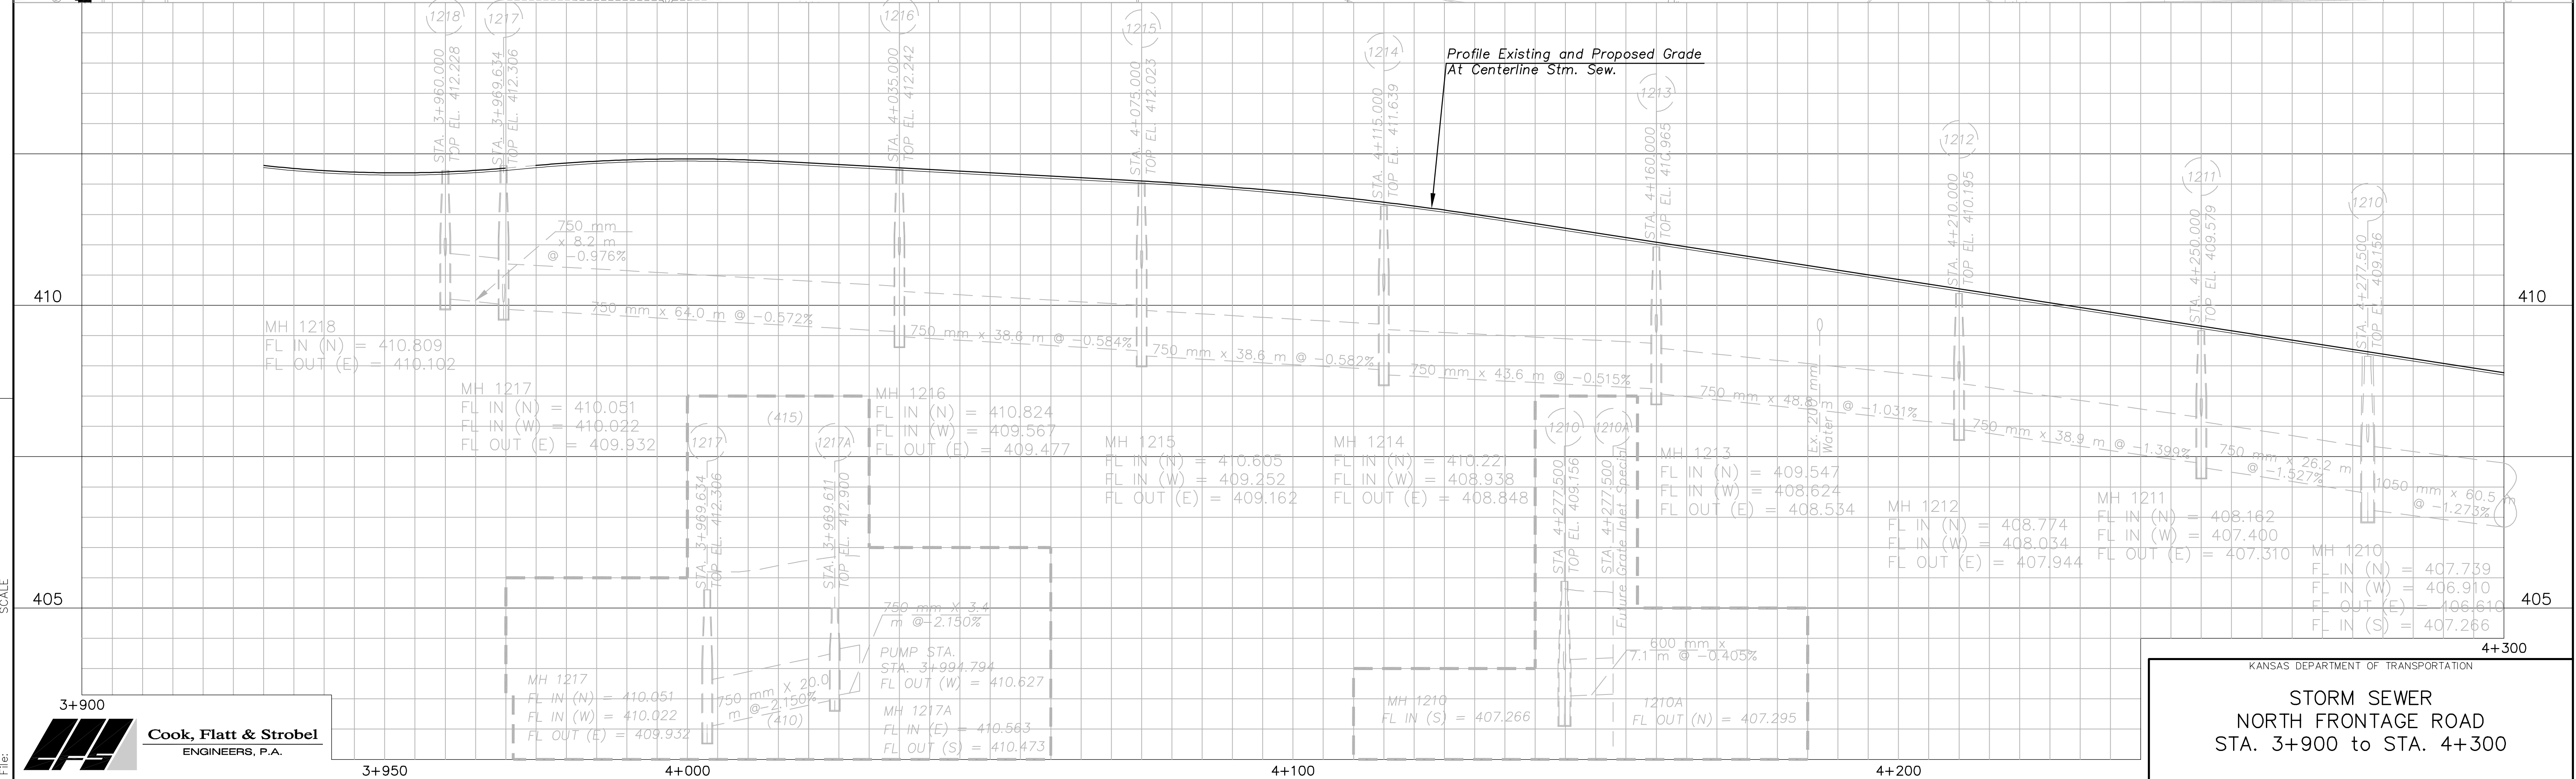 1218
1217
1216
1215
1214
1213
1212
1211
1210
STA. 3+960.000
TOP EL. 412.228
STA. 3+969.634
TOP EL. 412.306
STA. 4+035.000
TOP EL. 412.242
STA. 4+075.000
TOP EL. 412.023
STA. 4+115.000
TOP EL. 411.639
STA. 4+160.000
TOP EL. 410.965
STA. 4+210.000
TOP EL. 410.195
STA. 4+250.000
TOP EL. 409.579
STA. 4+277.500
TOP EL. 409.156
Profile Existing and Proposed Grade
At Centerline Stm. Sew.
750 mm
x 8.2 m
@ -0.976%
410
410
750 mm x 64.0 m @ -0.572%
750 mm x 38.6 m @ -0.584%
750 mm x 38.6 m @ -0.582%
750 mm x 43.6 m @ -0.515%
750 mm x 48.8 m @ -1.031%
750 mm x 38.9 m @ -1.399%
750 mm x 26.2 m
@ -1.527%
1050 mm x 60.5 m
@ -1.273%
Ex. 200 mm
Water
MH 1218
FL IN (N) = 410.809
FL OUT (E) = 410.102
MH 1217
FL IN (N) = 410.051
FL IN (W) = 410.022
FL OUT (E) = 409.932
MH 1216
FL IN (N) = 410.824
FL IN (W) = 409.567
FL OUT (E) = 409.477
MH 1215
FL IN (N) = 410.605
FL IN (W) = 409.252
FL OUT (E) = 409.162
MH 1214
FL IN (N) = 410.221
FL IN (W) = 408.938
FL OUT (E) = 408.848
MH 1213
FL IN (N) = 409.547
FL IN (W) = 408.624
FL OUT (E) = 408.534
MH 1212
FL IN (N) = 408.774
FL IN (W) = 408.034
FL OUT (E) = 407.944
MH 1211
FL IN (N) = 408.162
FL IN (W) = 407.400
FL OUT (E) = 407.310
MH 1210
FL IN (N) = 407.739
FL IN (W) = 406.910
FL OUT (E) = 406.610
FL IN (S) = 407.266
(415)
1217
1217A
STA. 3+969.634
TOP EL. 412.306
STA. 3+969.611
TOP EL. 412.900
750 mm X 3.4
m @-2.150%
PUMP STA.
STA. 3+994.794
FL OUT (W) = 410.627
750 mm X 20.0
m @-2.150%
(410)
MH 1217
FL IN (N) = 410.051
FL IN (W) = 410.022
FL OUT (E) = 409.932
MH 1217A
FL IN (E) = 410.563
FL OUT (S) = 410.473
1210
1210A
STA. 4+277.500
TOP EL. 409.156
STA. 4+277.500
Future Grate Inlet Special
600 mm x
7.1 m @ -0.405%
MH 1210
FL IN (S) = 407.266
1210A
FL OUT (N) = 407.295
405
405
SCALE
File:
3+900
3+950
4+000
4+100
4+200
4+300
CFS
Cook, Flatt & Strobel
ENGINEERS, P.A.
KANSAS DEPARTMENT OF TRANSPORTATION
STORM SEWER
NORTH FRONTAGE ROAD
STA. 3+900 to STA. 4+300